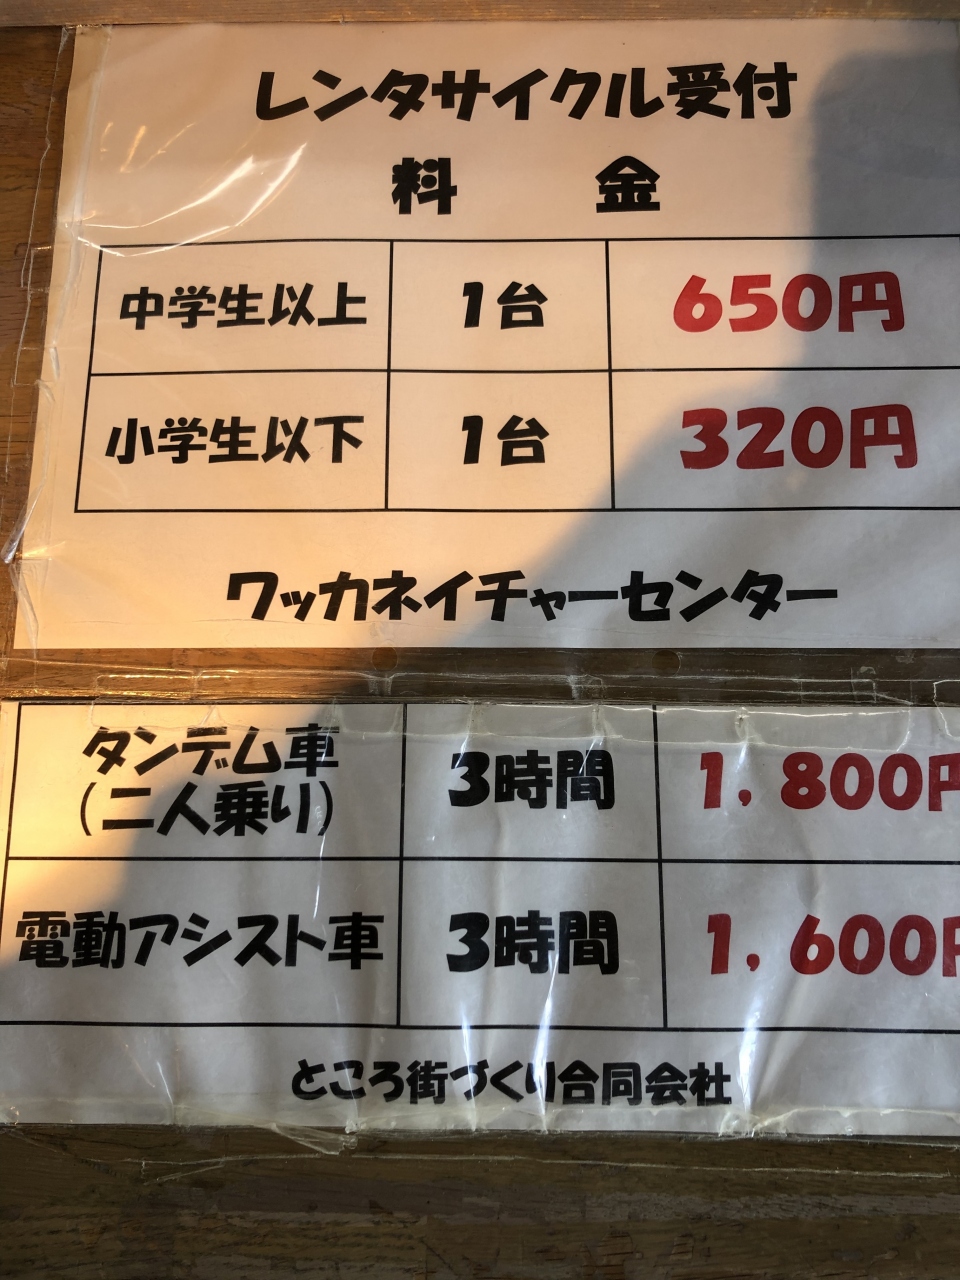 レンタサイクル受付
料　金
中学生以上 1台 650円
小学生以下 1台 320円
ワッカネイチャーセンター
タンデム車
(二人乗り) 3時間 1,800円
電動アシスト車 3時間 1,600円
ところ街づくり合同会社